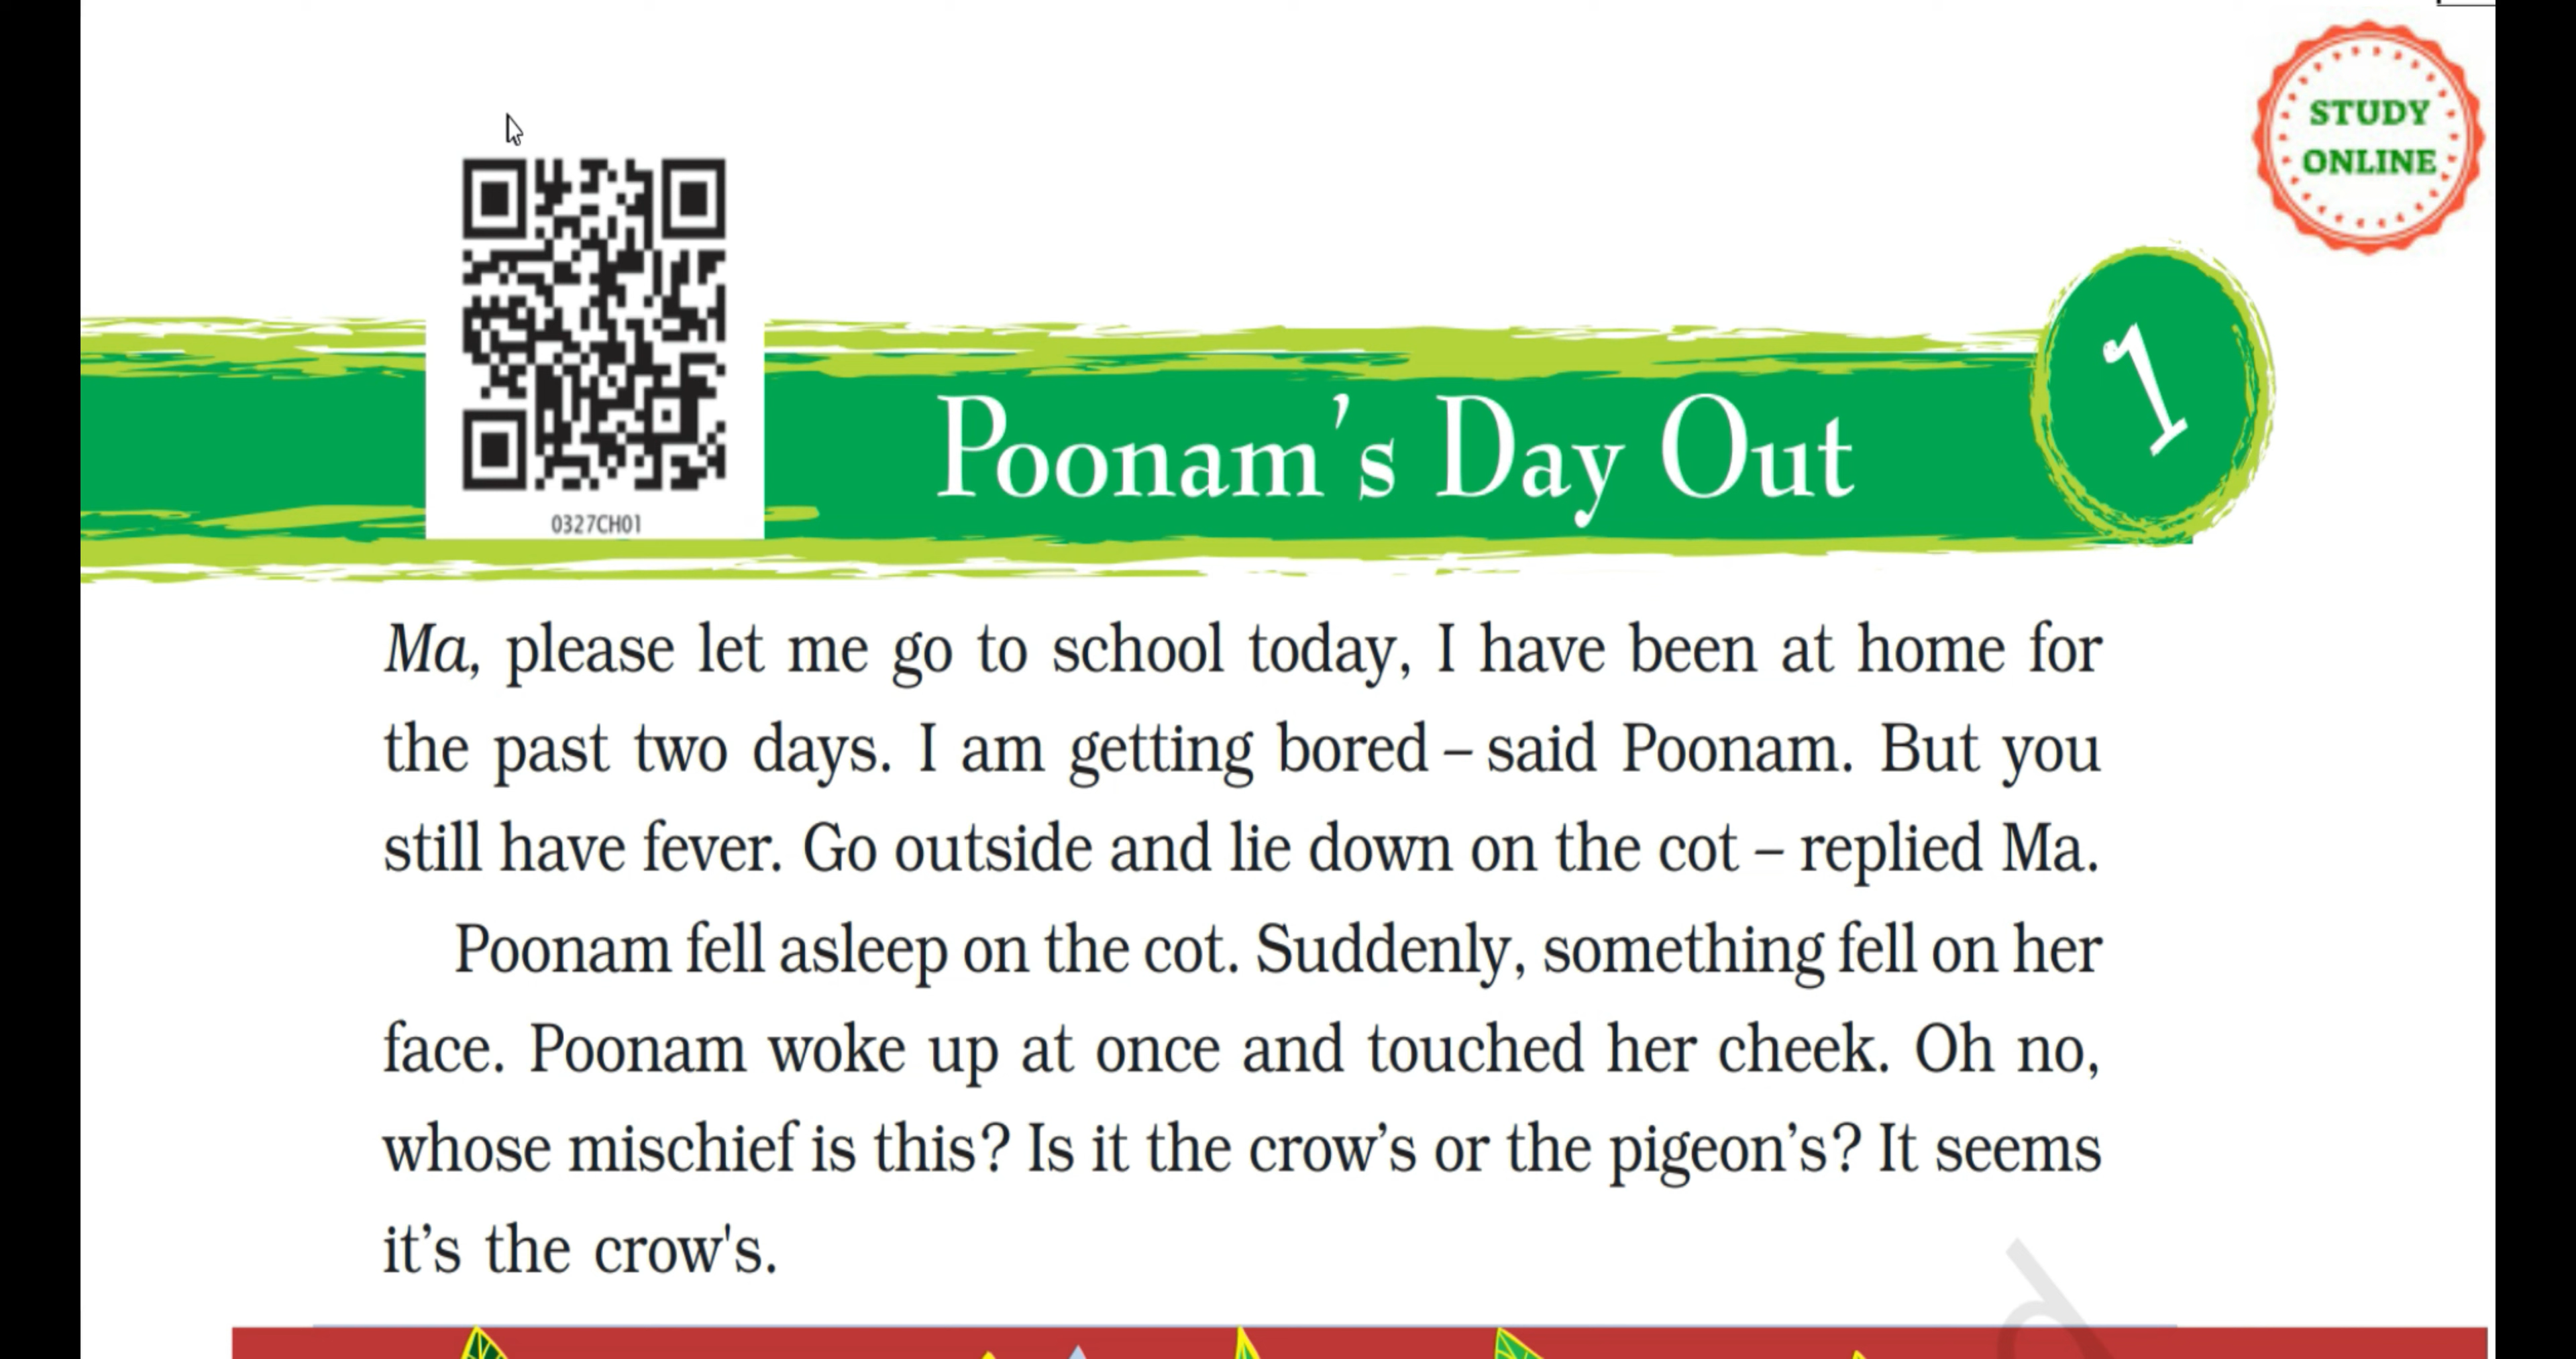 STUDY
ONLINE
0327CH01
Poonam's Day Out
1
Ma, please let me go to school today, I have been at home for
the past two days. I am getting bored – said Poonam. But you
still have fever. Go outside and lie down on the cot – replied Ma.
Poonam fell asleep on the cot. Suddenly, something fell on her
face. Poonam woke up at once and touched her cheek. Oh no,
whose mischief is this? Is it the crow’s or the pigeon’s? It seems
it’s the crow's.